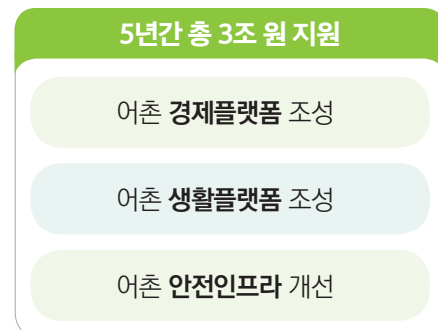 5년간 총 3조 원 지원
어촌 경제플랫폼 조성
어촌 생활플랫폼 조성
어촌 안전인프라 개선